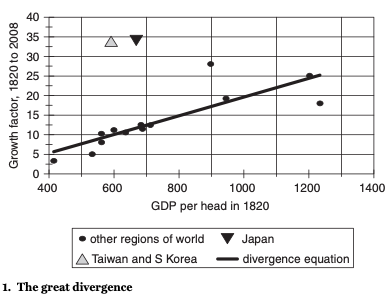 40
35
30
25
20
15
10
5
0
Growth factor, 1820 to 2008
400 600 800 1000 1200 1400
GDP per head in 1820
other regions of world Japan
Taiwan and S Korea divergence equation
1. The great divergence